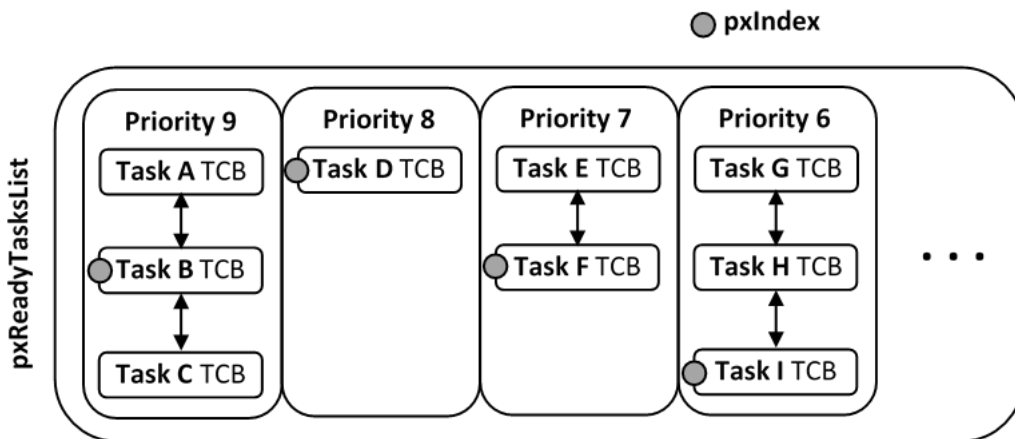 pxIndex
pxReadyTasksList
Priority 9
Task A TCB
Task B TCB
Task C TCB
Priority 8
Task D TCB
Priority 7
Task E TCB
Task F TCB
Priority 6
Task G TCB
Task H TCB
Task I TCB
. . .